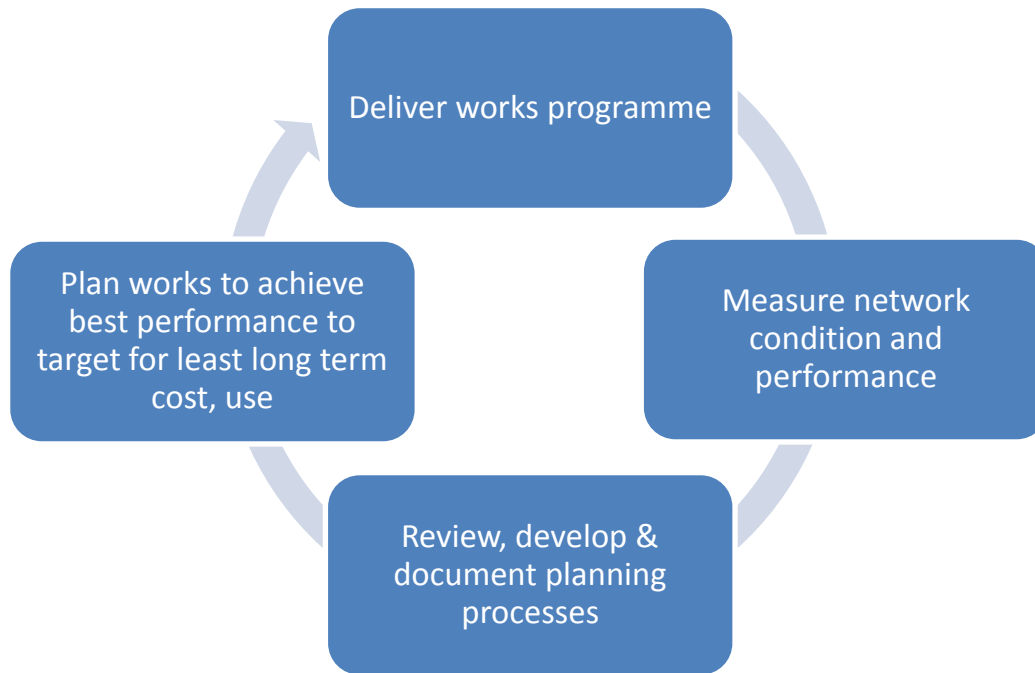 Deliver works programme
Measure network
condition and
performance
Review, develop &
document planning
processes
Plan works to achieve
best performance to
target for least long term
cost, use